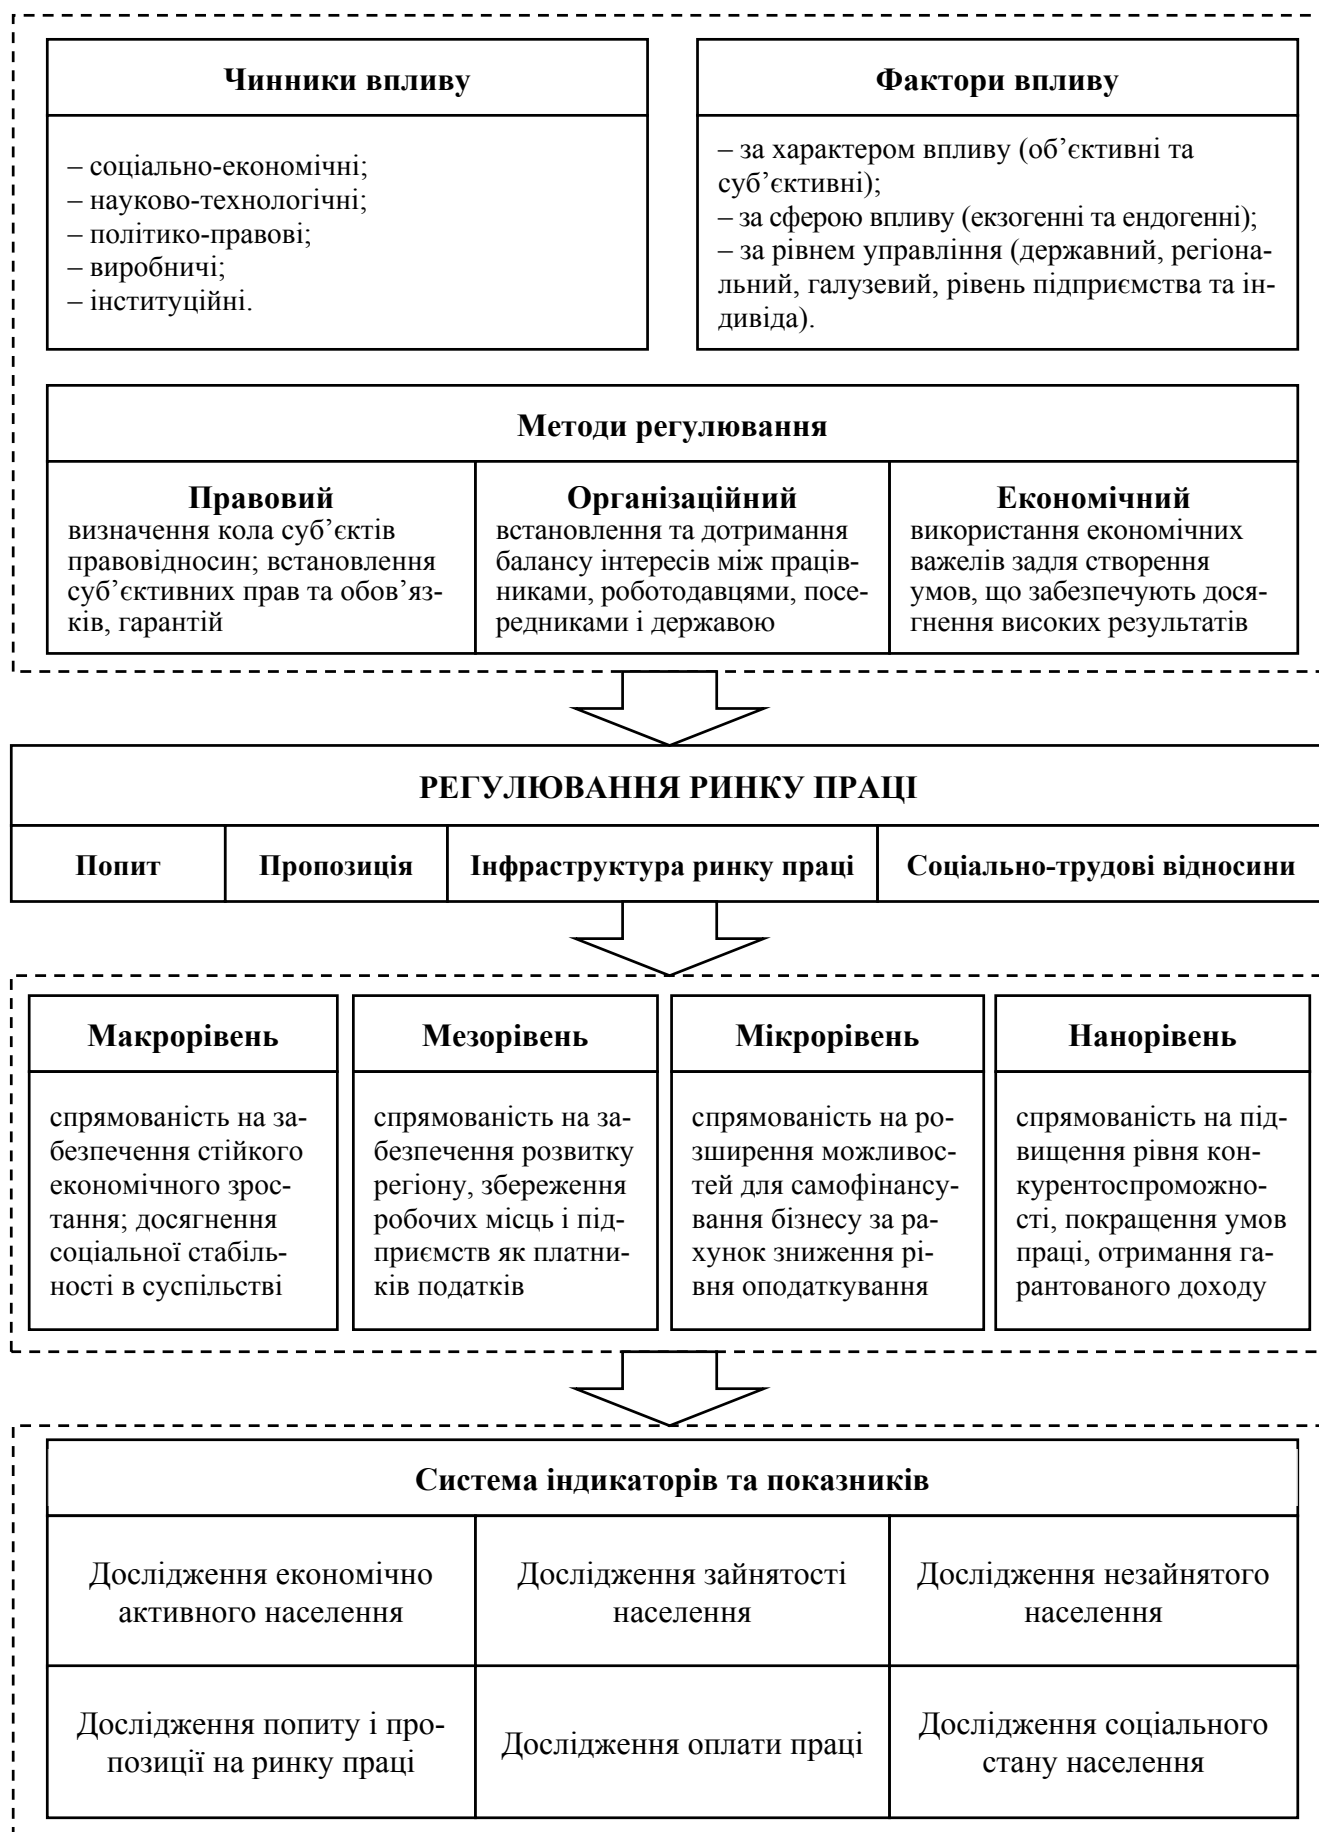 Чинники впливу
– соціально-економічні;
– науково-технологічні;
– політико-правові;
– виробничі;
– інституційні.
Фактори впливу
– за характером впливу (об’єктивні та
суб’єктивні);
– за сферою впливу (екзогенні та ендогенні);
– за рівнем управління (державний, регіона-
льний, галузевий, рівень підприємства та ін-
дивіда).
Методи регулювання
Правовий
визначення кола суб’єктів
правовідносин; встановлення
суб’єктивних прав та обов’яз-
ків, гарантій
Організаційний
встановлення та дотримання
балансу інтересів між праців-
никами, роботодавцями, посе-
редниками і державою
Економічний
використання економічних
важелів задля створення
умов, що забезпечують дося-
гнення високих результатів
РЕГУЛЮВАННЯ РИНКУ ПРАЦІ
Попит
Пропозиція
Інфраструктура ринку праці
Соціально-трудові відносини
Макрорівень
спрямованість на за-
безпечення стійкого
економічного зрос-
тання; досягнення
соціальної стабіль-
ності в суспільстві
Мезорівень
спрямованість на за-
безпечення розвитку
регіону, збереження
робочих місць і під-
приємств як платни-
ків податків
Мікрорівень
спрямованість на ро-
зширення можливос-
тей для самофінансу-
вання бізнесу за ра-
хунок зниження рі-
вня оподаткування
Нанорівень
спрямованість на під-
вищення рівня кон-
курентоспроможно-
сті, покращення умов
праці, отримання га-
рантованого доходу
Система індикаторів та показників
Дослідження економічно
активного населення
Дослідження зайнятості
населення
Дослідження незайнятого
населення
Дослідження попиту і про-
позиції на ринку праці
Дослідження оплати праці
Дослідження соціального
стану населення